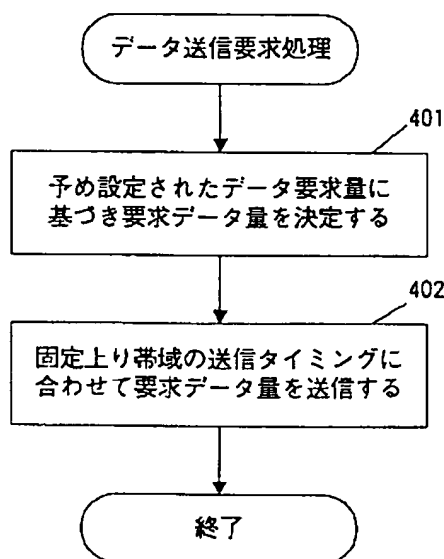 データ送信要求処理
401
予め設定されたデータ要求量に
基づき要求データ量を決定する
402
固定上り帯域の送信タイミングに
合わせて要求データ量を送信する
終了